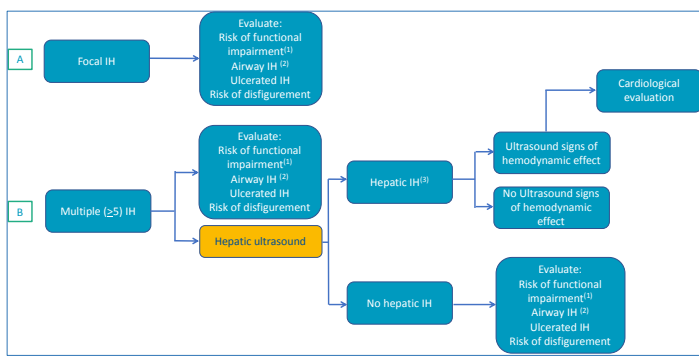 A
Focal IH
Evaluate:
Risk of functional
impairment(1)
Airway IH (2)
Ulcerated IH
Risk of disfigurement
B
Multiple (≥5) IH
Evaluate:
Risk of functional
impairment(1)
Airway IH (2)
Ulcerated IH
Risk of disfigurement
Hepatic ultrasound
Hepatic IH(3)
Ultrasound signs of
hemodynamic effect
Cardiological
evaluation
No Ultrasound signs
of hemodynamic
effect
No hepatic IH
Evaluate:
Risk of functional
impairment(1)
Airway IH (2)
Ulcerated IH
Risk of disfigurement